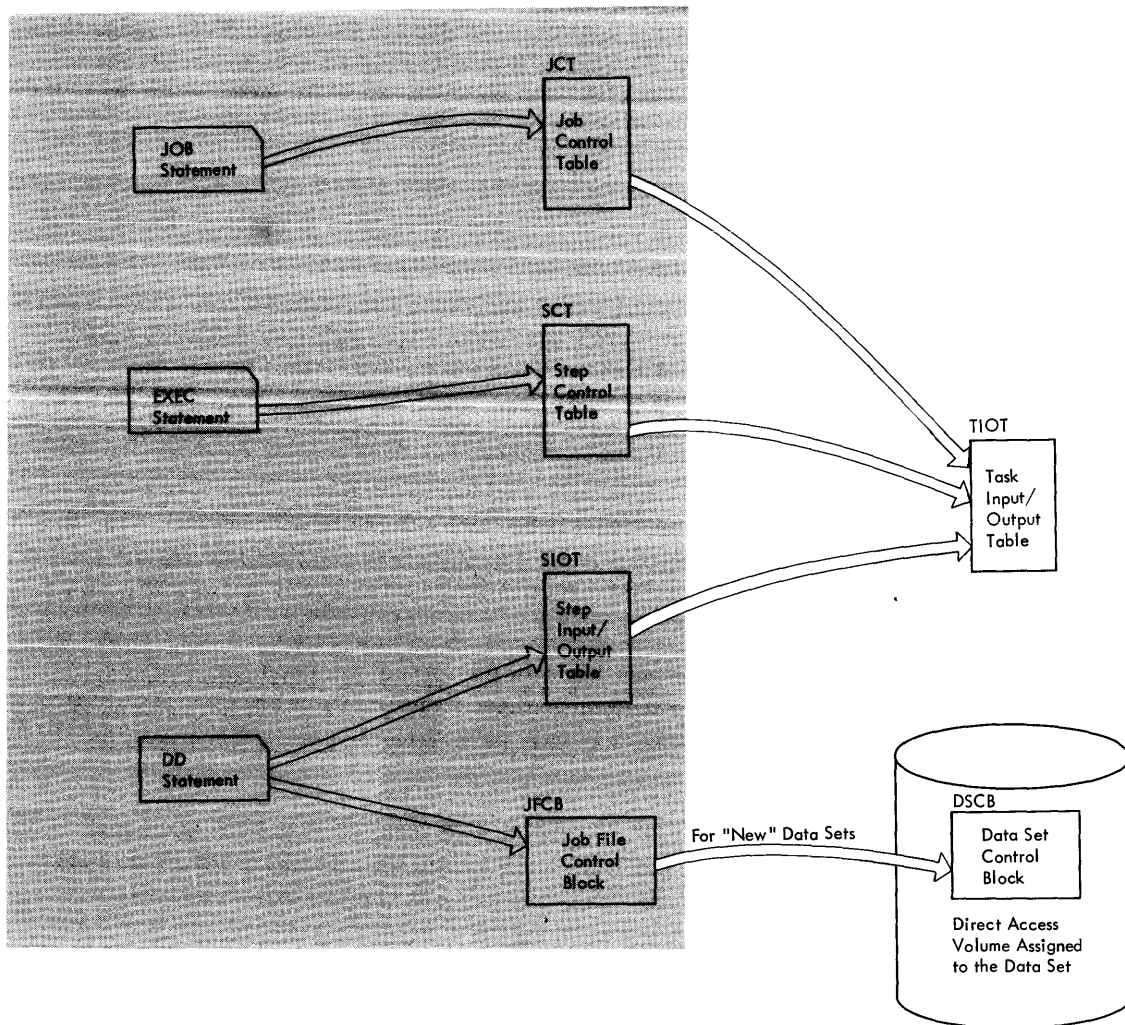 JCT
Job
Control
Table
JOB
Statement
SCT
Step
Control
Table
EXEC
Statement
TIOT
Task
Input/
Output
Table
SIOT
Step
Input/
Output
Table
DD
Statement
JFCB
Job File
Control
Block
For "New" Data Sets
DSCB
Data Set
Control
Block
Direct Access
Volume Assigned
to the Data Set